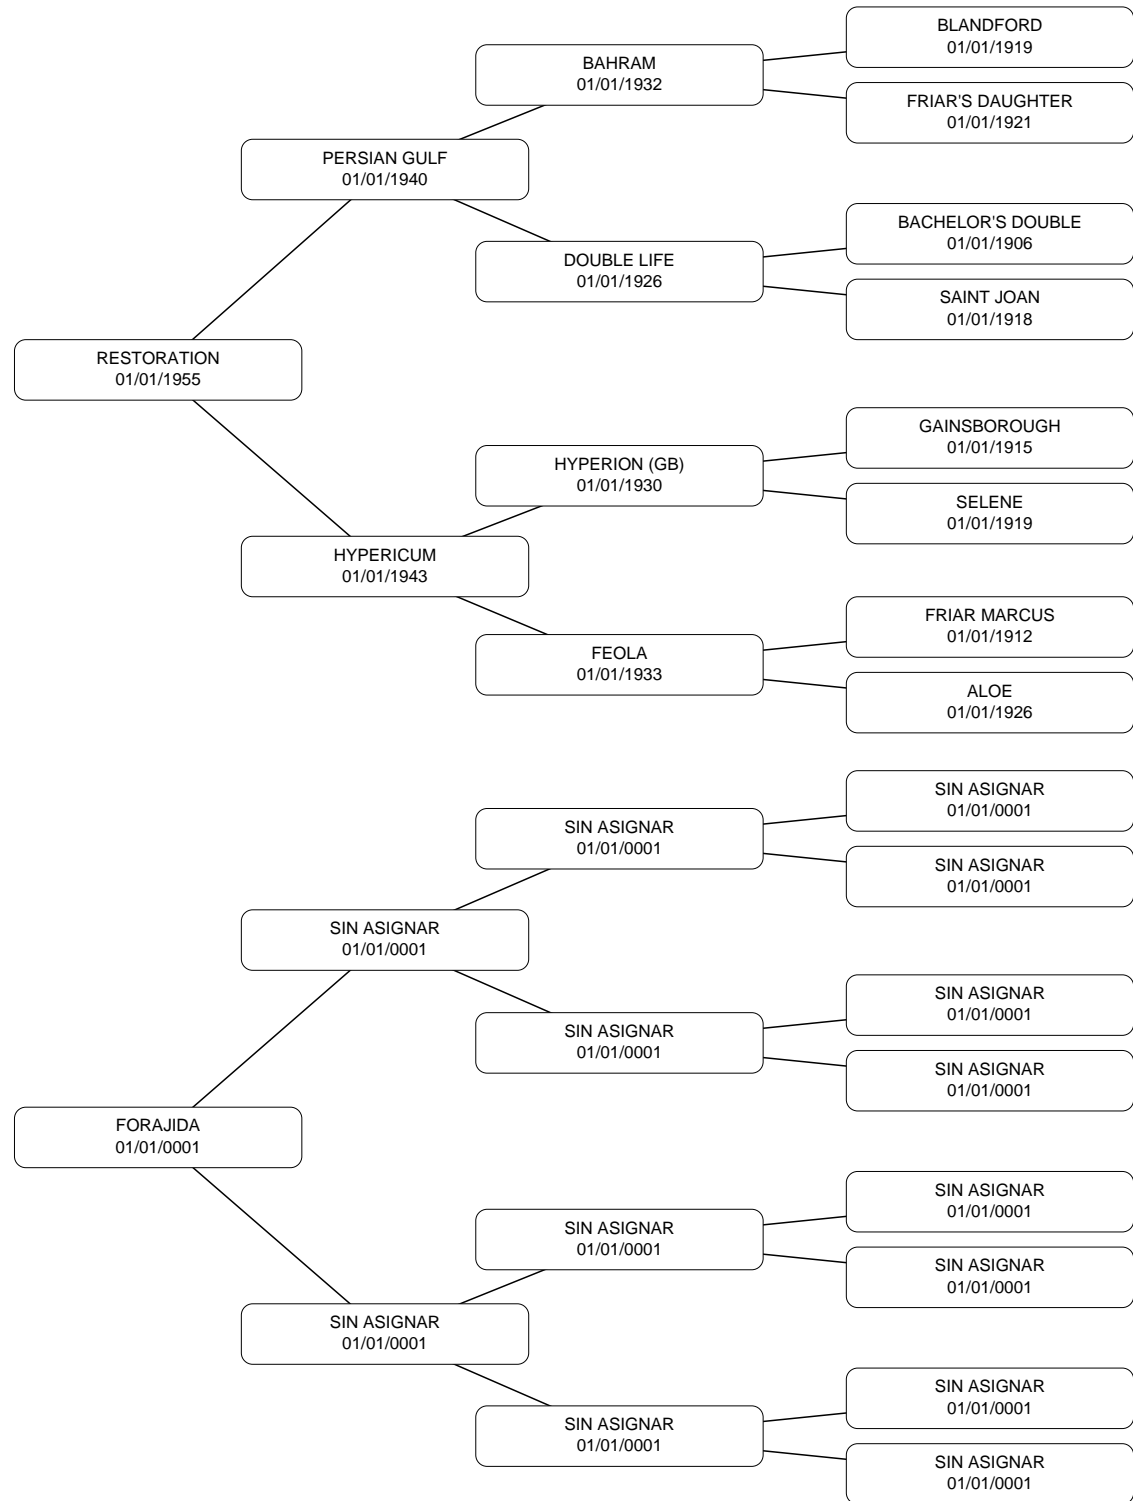 BLANDFORD
01/01/1919
BAHRAM
01/01/1932
FRIAR'S DAUGHTER
01/01/1921
PERSIAN GULF
01/01/1940
BACHELOR'S DOUBLE
01/01/1906
DOUBLE LIFE
01/01/1926
SAINT JOAN
01/01/1918
RESTORATION
01/01/1955
GAINSBOROUGH
01/01/1915
HYPERION (GB)
01/01/1930
SELENE
01/01/1919
HYPERICUM
01/01/1943
FRIAR MARCUS
01/01/1912
FEOLA
01/01/1933
ALOE
01/01/1926
SIN ASIGNAR
01/01/0001
SIN ASIGNAR
01/01/0001
SIN ASIGNAR
01/01/0001
SIN ASIGNAR
01/01/0001
SIN ASIGNAR
01/01/0001
SIN ASIGNAR
01/01/0001
SIN ASIGNAR
01/01/0001
FORAJIDA
01/01/0001
SIN ASIGNAR
01/01/0001
SIN ASIGNAR
01/01/0001
SIN ASIGNAR
01/01/0001
SIN ASIGNAR
01/01/0001
SIN ASIGNAR
01/01/0001
SIN ASIGNAR
01/01/0001
SIN ASIGNAR
01/01/0001